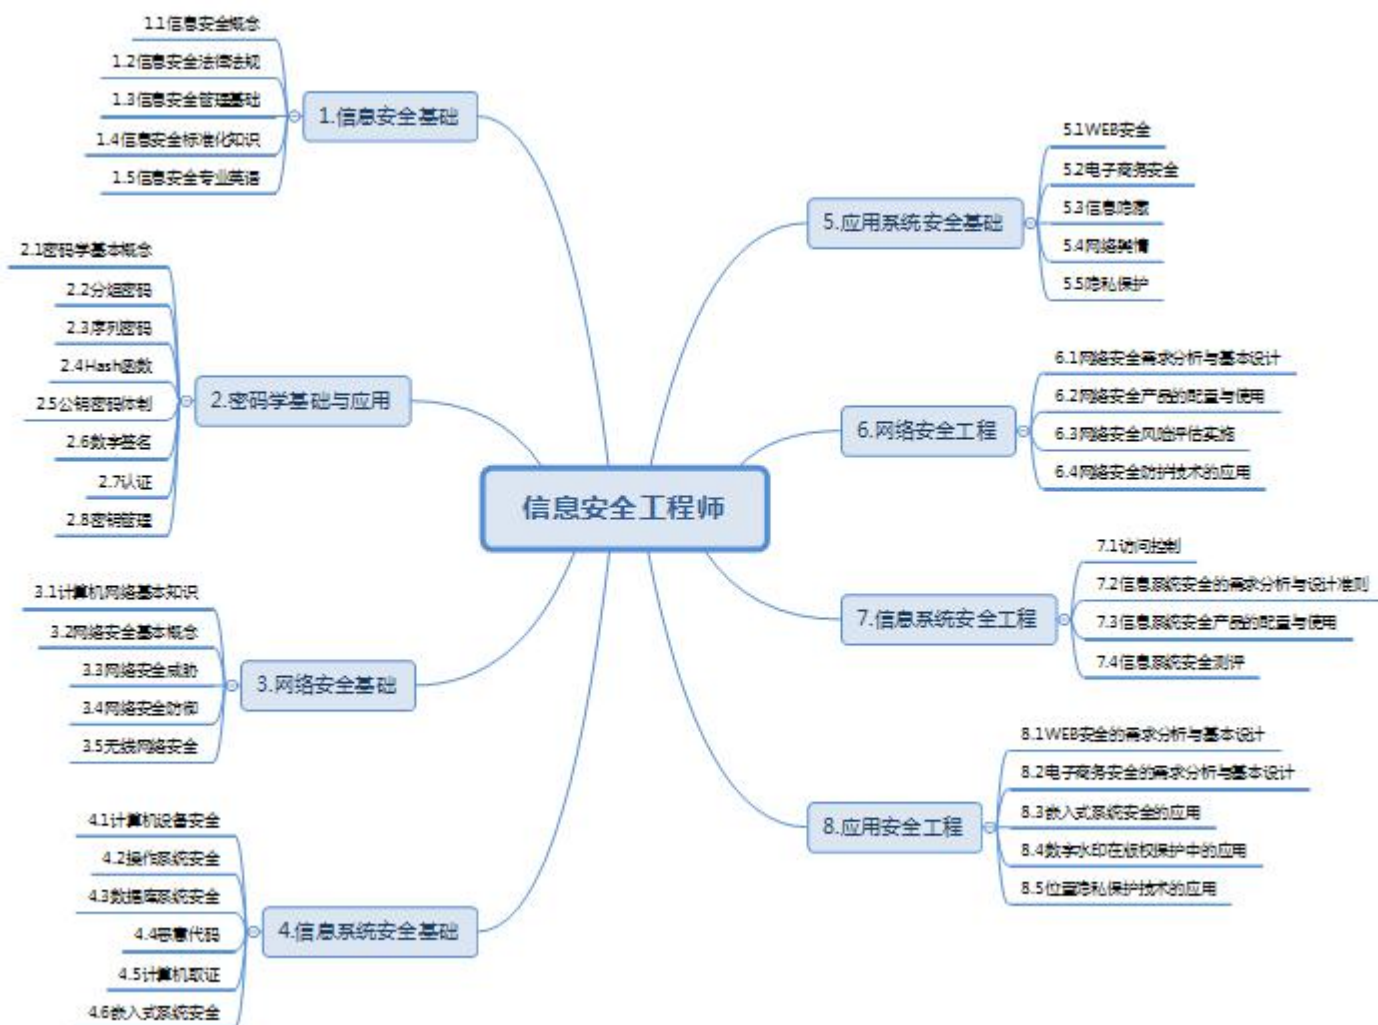 信息安全工程师
1.信息安全基础
1.1信息安全概念
1.2信息安全法律法规
1.3信息安全管理基础
1.4信息安全标准化知识
1.5信息安全专业英语
2.密码学基础与应用
2.1密码学基本概念
2.2分组密码
2.3序列密码
2.4Hash函数
2.5公钥密码体制
2.6数字签名
2.7认证
2.8密钥管理
3.网络安全基础
3.1计算机网络基本知识
3.2网络安全基本概念
3.3网络安全威胁
3.4网络安全防御
3.5无线网络安全
4.信息系统安全基础
4.1计算机设备安全
4.2操作系统安全
4.3数据库系统安全
4.4恶意代码
4.5计算机取证
4.6嵌入式系统安全
5.应用系统安全基础
5.1WEB安全
5.2电子商务安全
5.3信息隐藏
5.4网络舆情
5.5隐私保护
6.网络安全工程
6.1网络安全需求分析与基本设计
6.2网络安全产品的配置与使用
6.3网络安全风险评估实施
6.4网络安全防护技术的应用
7.信息系统安全工程
7.1访问控制
7.2信息系统安全的需求分析与设计准则
7.3信息系统安全产品的配置与使用
7.4信息系统安全测评
8.应用安全工程
8.1WEB安全的需求分析与基本设计
8.2电子商务安全的需求分析与基本设计
8.3嵌入式系统安全的应用
8.4数字水印在版权保护中的应用
8.5位置隐私保护技术的应用